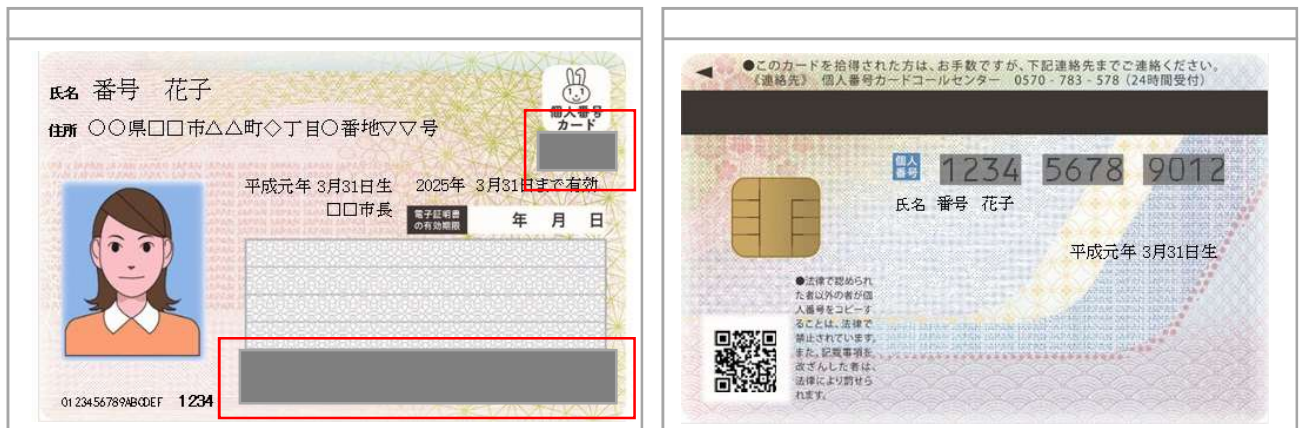 氏名 番号 花子
個人番号
カード
住所 〇〇県□□市△△町◇丁目〇番地▽▽号
平成元年 3月31日生 2025年 3月31日まで有効
□□市長
電子証明書
の有効期限
年 月 日
0123456789ABCDEF 1234
●このカードを拾得された方は、お手数ですが、下記連絡先までご連絡ください。
《連絡先》 個人番号カードコールセンター 0570-783-578(24時間受付)
個人
番号
1234 5678 9012
氏名 番号 花子
平成元年 3月31日生
●法律で認められ
た者以外の者が個
人番号をコピーす
ることは、法律で
禁止されています。
また、記載事項を
改ざんした者は、
法律により罰せら
れます。